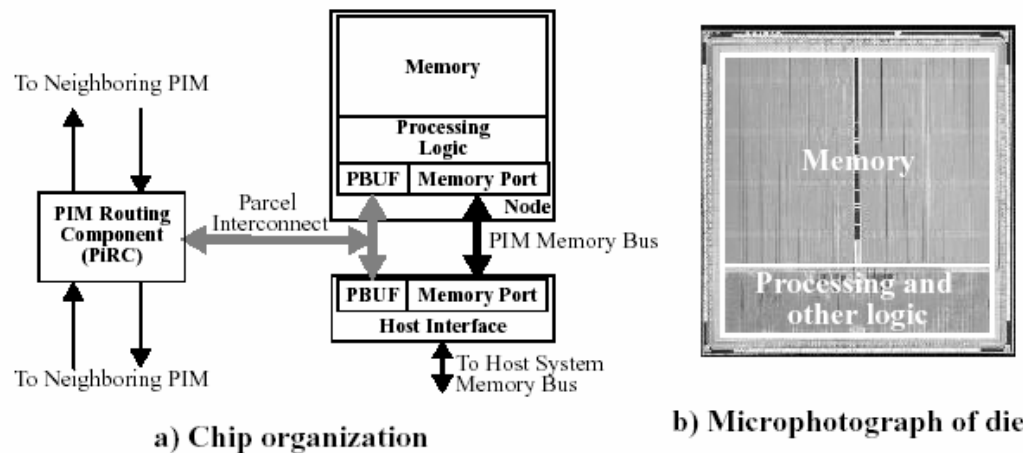 To Neighboring PIM
PIM Routing
Component
(PiRC)
To Neighboring PIM
Parcel
Interconnect
Memory
Processing
Logic
PBUF
Memory Port
Node
PIM Memory Bus
PBUF
Memory Port
Host Interface
To Host System
Memory Bus
a) Chip organization
Memory
Processing and
other logic
b) Microphotograph of die